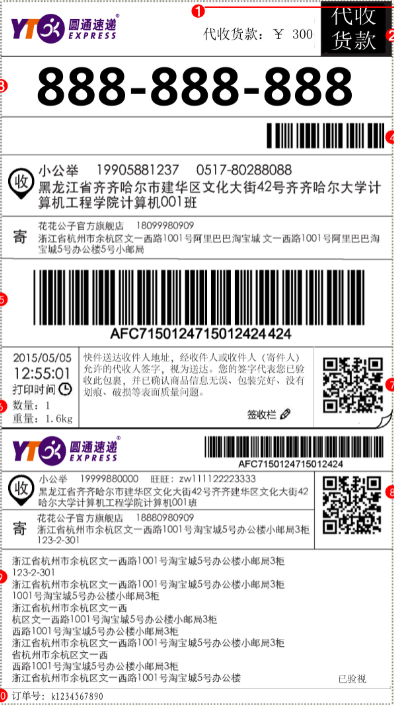 1
YTO 圆通速递
EXPRESS
代收货款：￥ 300
代收
货款
2
3
888-888-888
4
收
小公举 19905881237 0517-80288088
黑龙江省齐齐哈尔市建华区文化大街42号齐齐哈尔大学计
算机工程学院计算机001班
寄
花花公子官方旗舰店 18099980909
浙江省杭州市余杭区文一西路1001号阿里巴巴淘宝城 文一西路1001号阿里巴巴淘
宝城5号办公楼5号小邮局
5
AFC7150124715012424424
2015/05/05
12:55:01
打印时间
6
数量：1
重量：1.6kg
快件送达收件人地址，经收件人或收件人（寄件人）
允许的代收人签字，视为送达。您的签字代表您已验
收此包裹，并已确认商品信息无误、包装完好、没有
划痕、破损等表面质量问题。
签收栏
7
YTO 圆通速递
EXPRESS
AFC7150124715012424
收
小公举 19999880000 旺旺：zw111122223333
黑龙江省齐齐哈尔市建华区文化大街42号齐齐建华区文化大街42
哈尔大学计算机工程学院计算机001班
8
寄
花花公子官方旗舰店 18880980909
浙江省杭州市余杭区文一西路1001号淘宝城5号办公楼小邮局3柜
123-2-301
9
浙江省杭州市余杭区文一西路1001号淘宝城5号办公楼小邮局3柜
123-2-301
浙江省杭州市余杭区文一西路1001号淘宝城5号办公楼小邮局3柜
1001号淘宝城5号办公楼小邮局3柜
浙江省杭州市余杭区文一西
杭区文一西路1001号淘宝城5号办公楼小邮局3柜
西路1001号淘宝城5号办公楼小邮局3柜
浙江省杭州市余杭区文一西路1001号淘宝城5号办公楼小邮局3柜
省杭州市余杭区文一西
西路1001号淘宝城5号办公楼小邮局3柜
浙江省杭州市余杭区文一西路1001号淘宝城5号办公楼
已验视
订单号：k1234567890